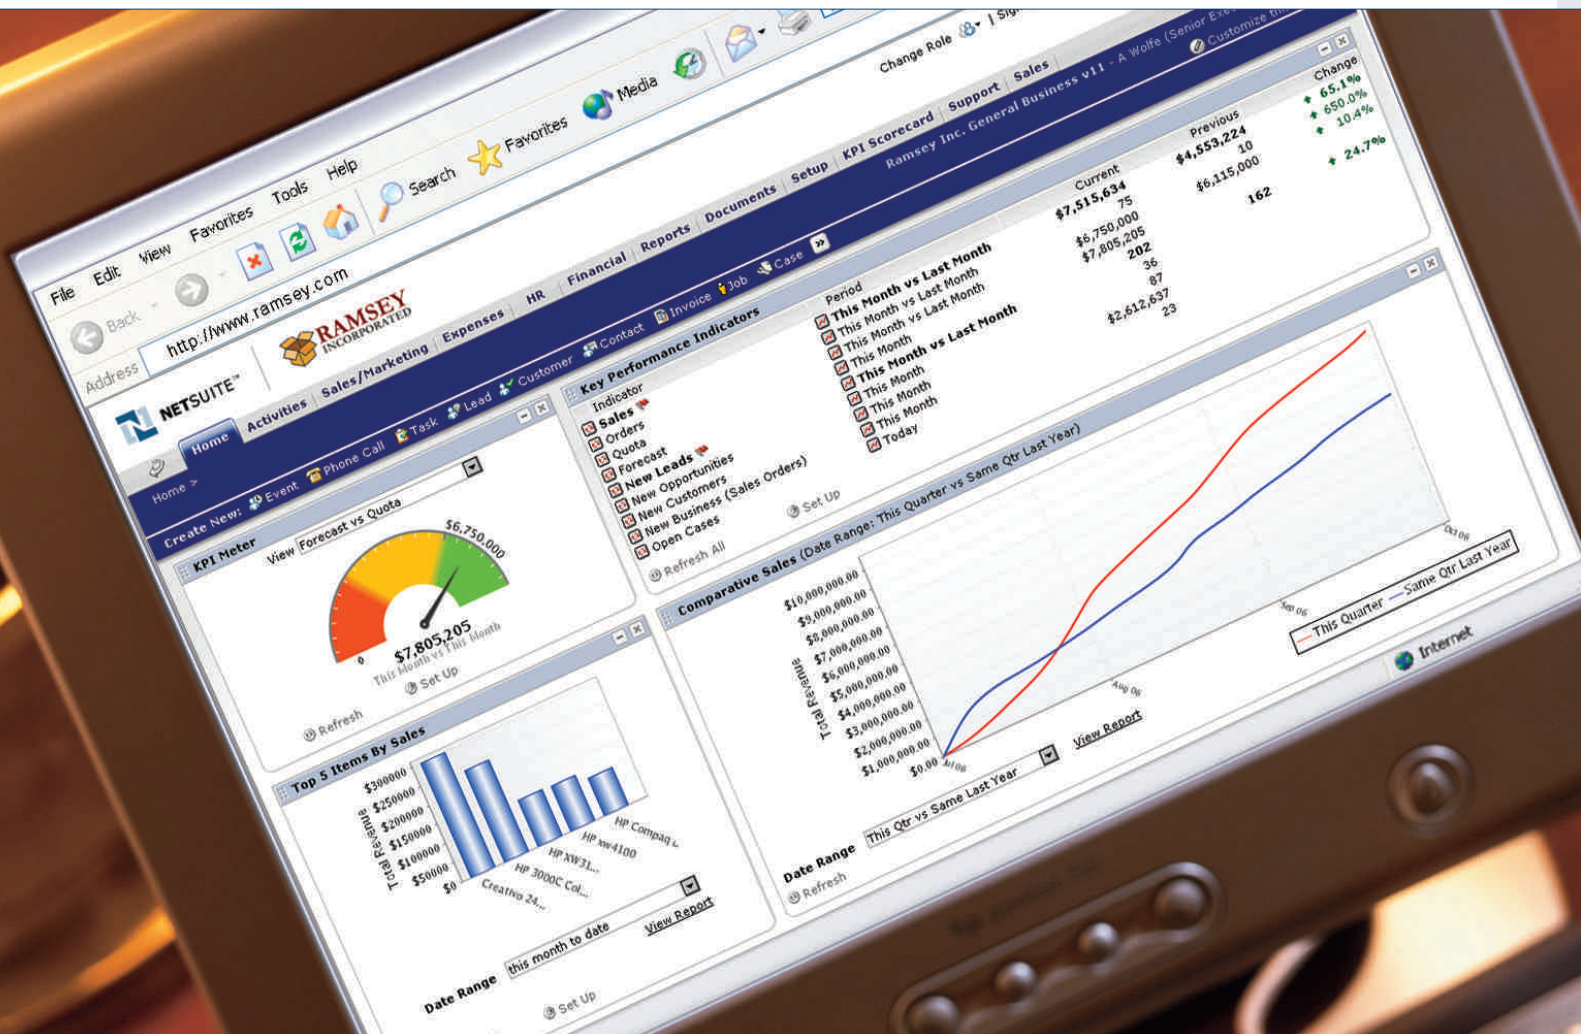 File Edit View Favorites Tools Help
Back Search Favorites Media
Address http://www.ramsey.com
NETSUITE™ RAMSEY INCORPORATED
Change Role
Home Activities Sales/Marketing Expenses HR Financial Reports Documents Setup KPI Scorecard Support Sales
Home >
Ramsey Inc. General Business v11 - A Wolfe (Senior Exec
Create New: Event Phone Call Task Lead Customer Contact Invoice Job Case »
Customize thi
KPI Meter
View Forecast vs Quota
$6,750,000
0
$7,805,205
This Month vs This Month
Set Up
Refresh
Key Performance Indicators
Indicator Period Current Previous Change
Sales This Month vs Last Month $7,515,634 $4,553,224 65.1%
Orders This Month vs Last Month 75 10 650.0%
Quota This Month vs Last Month $6,750,000 $6,115,000 10.4%
Forecast This Month $7,805,205
New Leads This Month vs Last Month 202 162 24.7%
New Opportunities This Month 36
New Customers This Month 87
New Business (Sales Orders) This Month $2,612,637
Open Cases Today 23
Refresh All Set Up
Top 5 Items By Sales
Total Revenue
$300000
$250000
$200000
$150000
$100000
$50000
$0
Creativo 24...
HP 3000C Col...
HP XW31...
HP xw4100
HP Compaq
Date Range this month to date
View Report
Set Up
Comparative Sales (Date Range: This Quarter vs Same Qtr Last Year)
Total Revenue
$10,000,000.00
$9,000,000.00
$8,000,000.00
$7,000,000.00
$6,000,000.00
$5,000,000.00
$4,000,000.00
$3,000,000.00
$2,000,000.00
$1,000,000.00
$0.00
Jul 06 Aug 06 Sep 06 Oct 06
This Quarter Same Qtr Last Year
Date Range This Qtr vs Same Last Year
View Report
Refresh
Internet